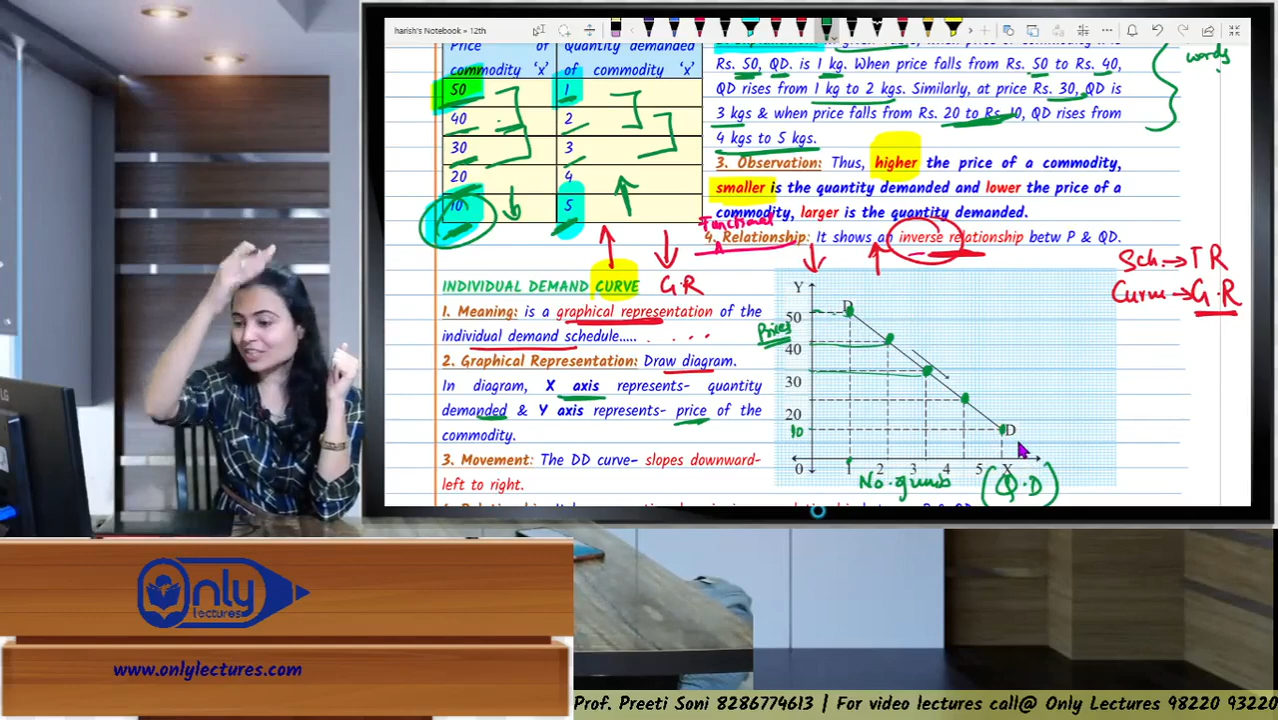 harish's Notebook » 12th
Price of
commodity 'x'
Quantity demanded
of commodity 'x'
50 1
40 2
30 3
20 4
10 5
Rs. 50, QD. is 1 kg. When price falls from Rs. 50 to Rs. 40,
QD rises from 1 kg to 2 kgs. Similarly, at price Rs. 30, QD is
3 kgs & when price falls from Rs. 20 to Rs. 10, QD rises from
4 kgs to 5 kgs.
words
3. Observation: Thus, higher the price of a commodity,
smaller is the quantity demanded and lower the price of a
commodity, larger is the quantity demanded.
Functional
4. Relationship: It shows an inverse relationship betw P & QD.
Sch. → TR
Curve → G.R
INDIVIDUAL DEMAND CURVE G.R
1. Meaning: is a graphical representation of the
individual demand schedule..... . . . .
2. Graphical Representation: Draw diagram.
In diagram, X axis represents- quantity
demanded & Y axis represents- price of the
commodity.
3. Movement: The DD curve- slopes downward-
left to right.
Y
Prices
50
40
30
20
10
D
D
0 1 2 3 4 5 X
(Q.D)
LG
Only
lectures
www.onlylectures.com
Prof. Preeti Soni 8286774613 | For video lectures call@ Only Lectures 98220 93220